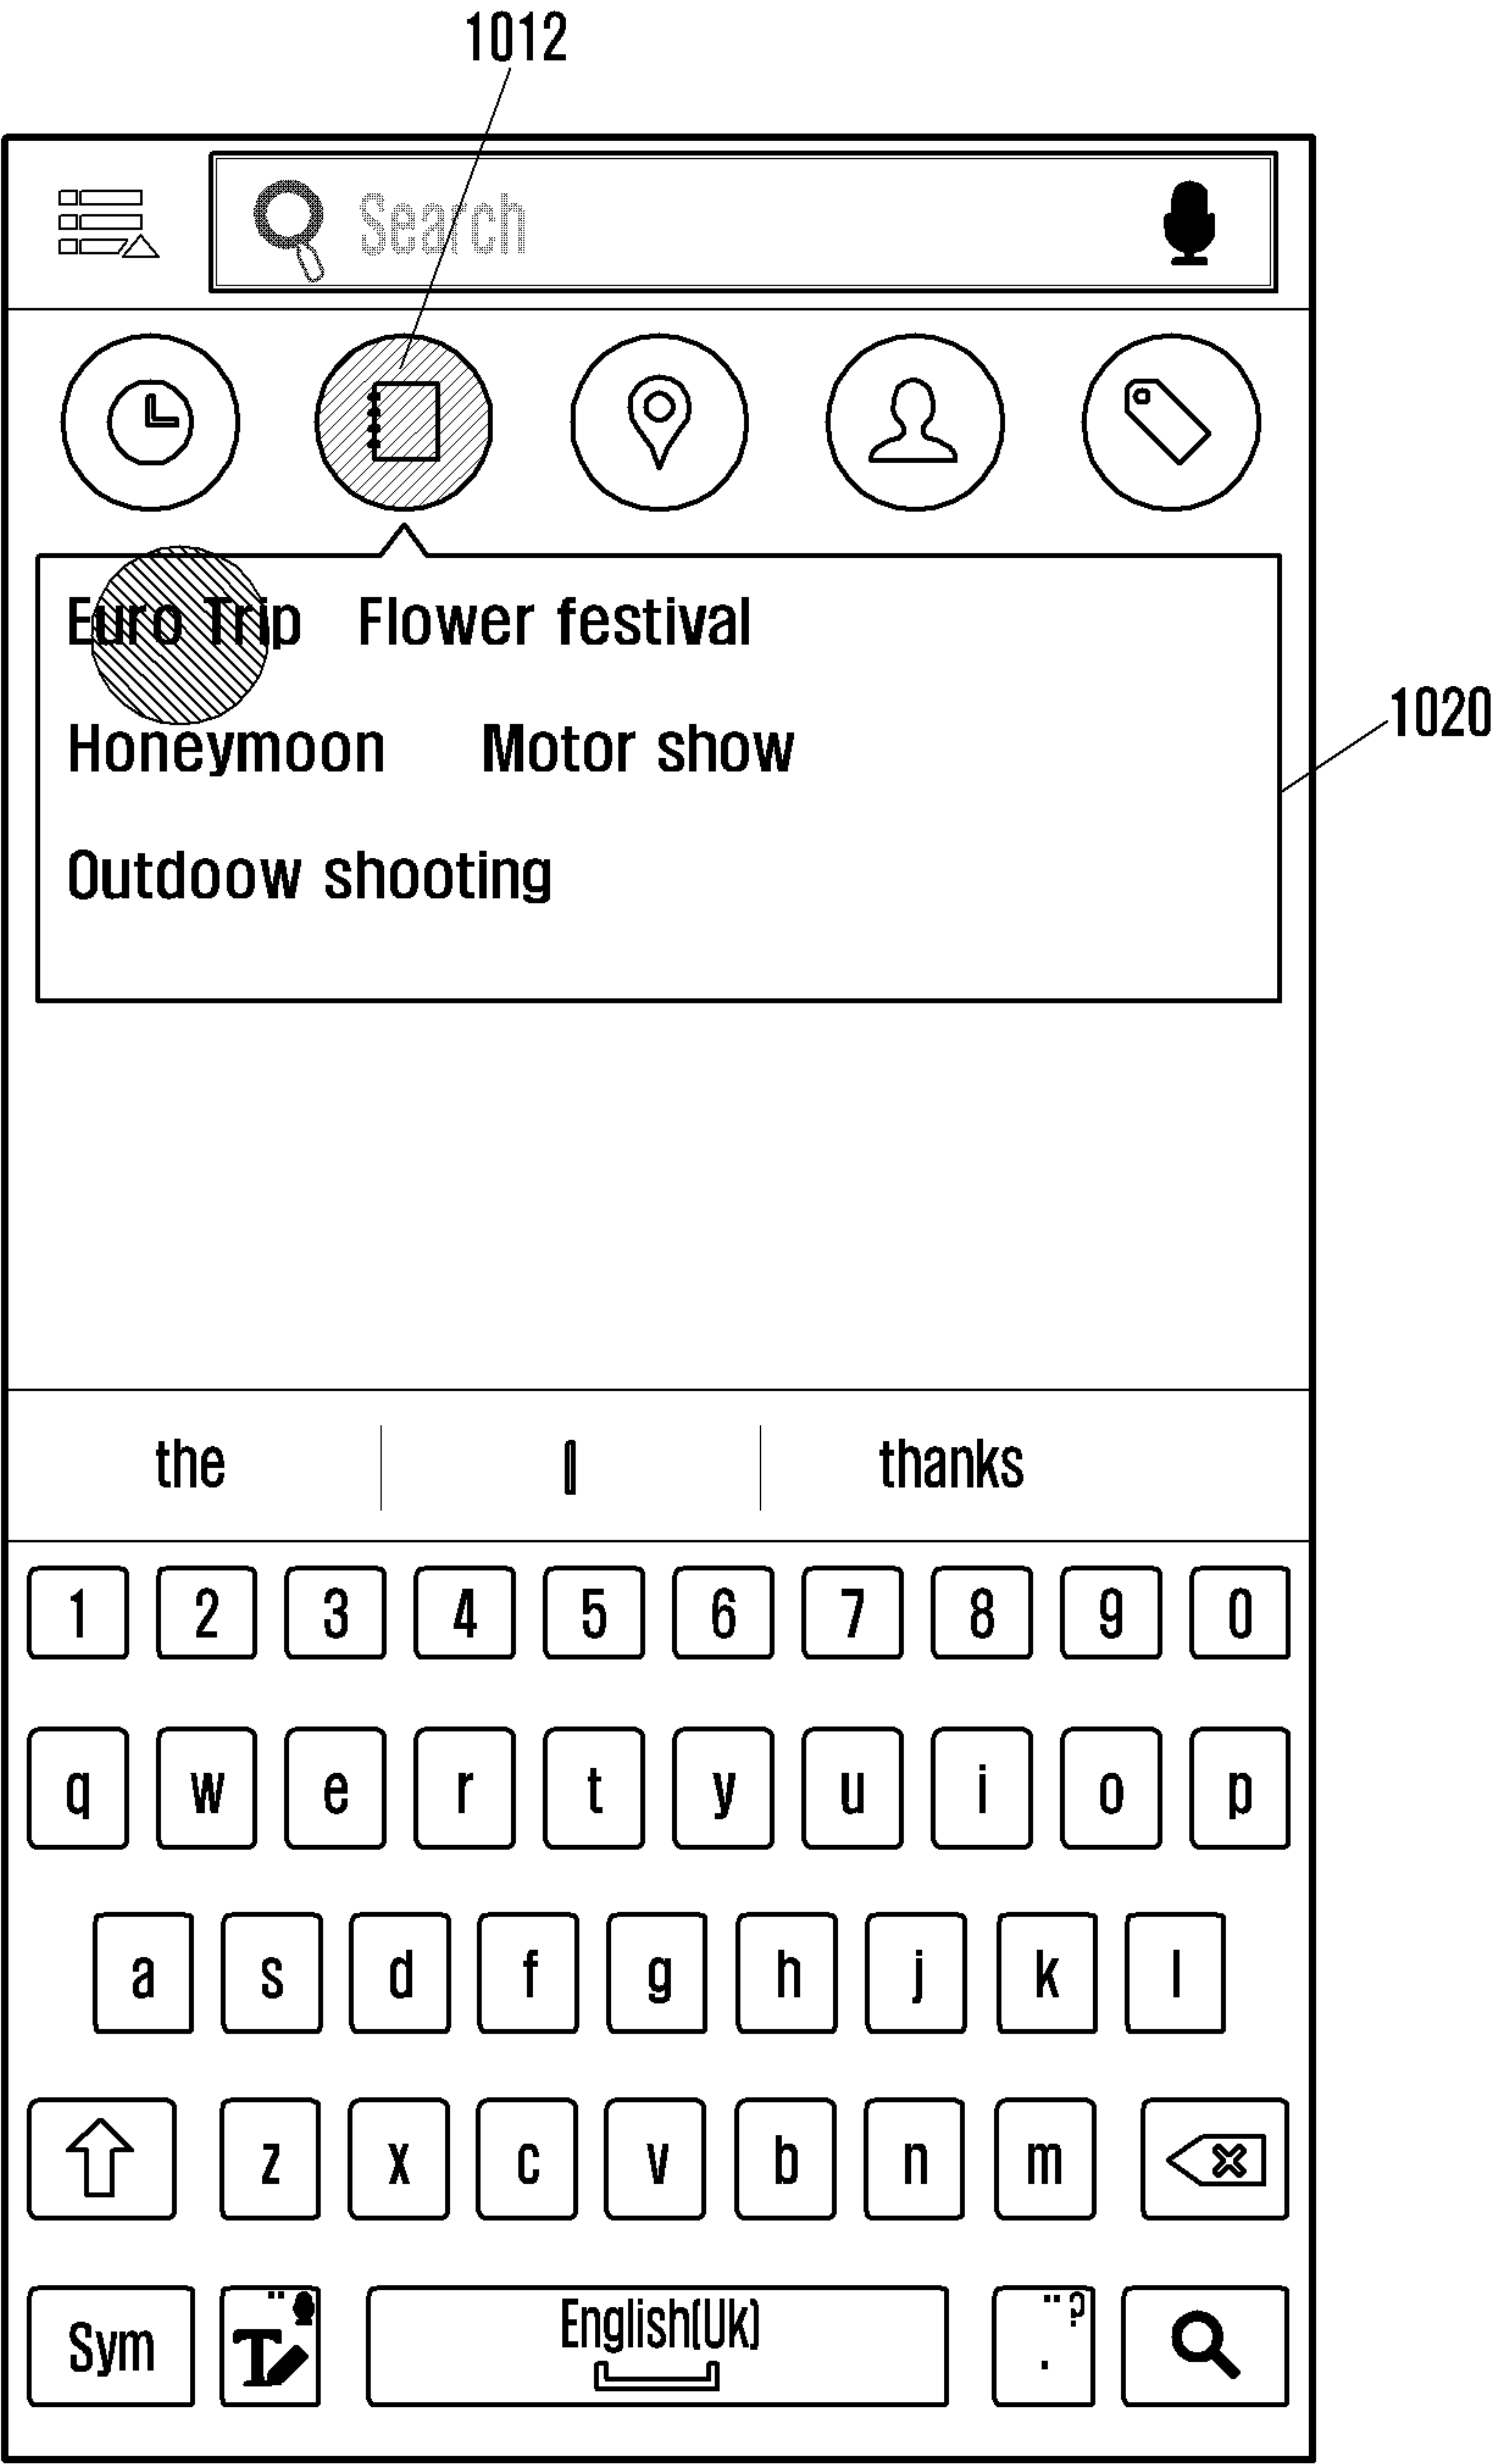 1012
Search
Euro Trip Flower festival
1020
Honeymoon Motor show
Outdoow shooting
the I thanks
1 2 3 4 5 6 7 8 9 0
q w e r t y u i o p
a s d f g h j k l
z x c v b n m
Sym English(UK) .